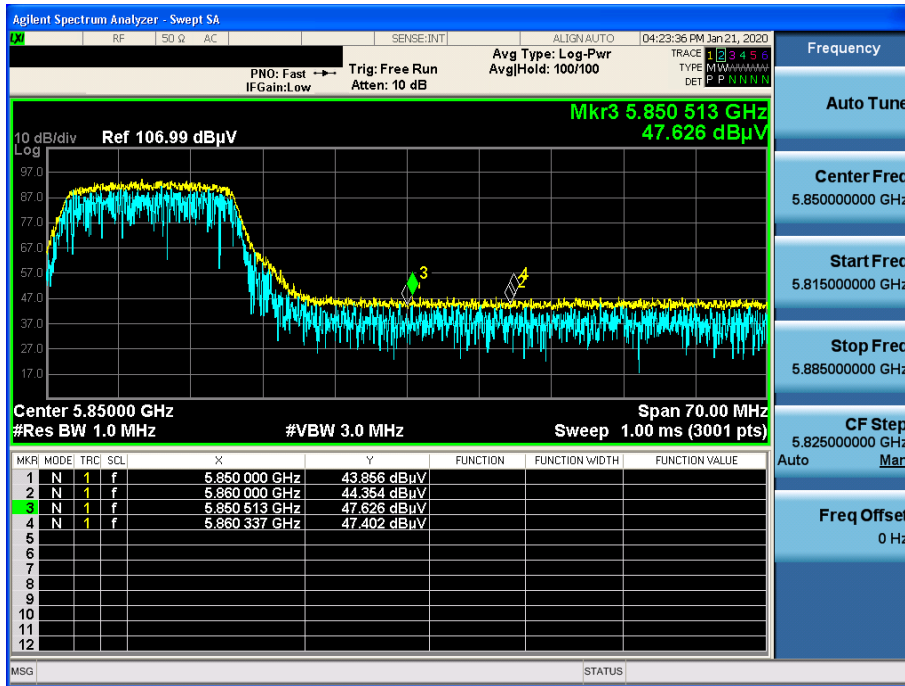 Agilent Spectrum Analyzer - Swept SA
LXI RF 50 Ω AC SENSE:INT ALIGN AUTO 04:23:36 PM Jan 21, 2020
PNO: Fast
IFGain:Low
Trig: Free Run
Atten: 10 dB
Avg Type: Log-Pwr
Avg|Hold: 100/100
TRACE 1 2 3 4 5 6
TYPE M W W W W W
DET P P N N N N
Mkr3 5.850 513 GHz
47.626 dBµV
10 dB/div Ref 106.99 dBµV
Log
97.0
87.0
77.0
67.0
57.0
47.0
37.0
27.0
17.0
3
4
2
Center 5.85000 GHz Span 70.00 MHz
#Res BW 1.0 MHz #VBW 3.0 MHz Sweep 1.00 ms (3001 pts)
MKR MODE TRC SCL X Y FUNCTION FUNCTION WIDTH FUNCTION VALUE
1 N 1 f 5.850 000 GHz 43.856 dBµV
2 N 1 f 5.860 000 GHz 44.354 dBµV
3 N 1 f 5.850 513 GHz 47.626 dBµV
4 N 1 f 5.860 337 GHz 47.402 dBµV
5
6
7
8
9
10
11
12
MSG STATUS
Frequency
Auto Tune
Center Freq
5.850000000 GHz
Start Freq
5.815000000 GHz
Stop Freq
5.885000000 GHz
CF Step
5.825000000 GHz
Auto Man
Freq Offset
0 Hz